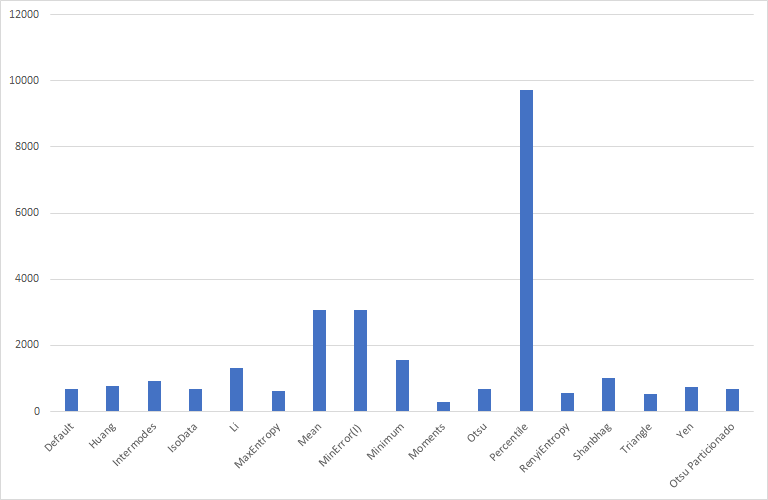 12000
10000
8000
6000
4000
2000
0
Default
Huang
Intermodes
IsoData
Li
MaxEntropy
Mean
MinError(I)
Minimum
Moments
Otsu
Percentile
RenyiEntropy
Shanbhag
Triangle
Yen
Otsu Particionado